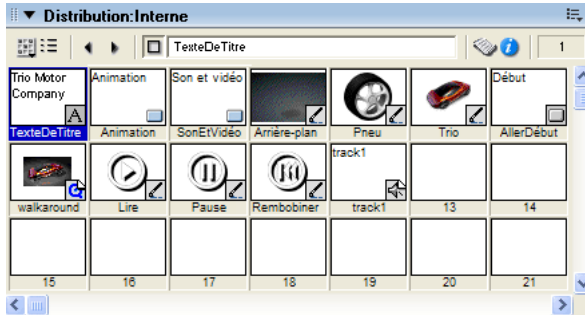 Distribution:Interne
TexteDeTitre
1
Trio Motor
Company
A
Animation
Son et vidéo
Début
TexteDeTitre
Animation
SonEtVidéo
Arrière-plan
Pneu
Trio
AllerDébut
track1
walkaround
Lire
Pause
Rembobiner
track1
13
14
15
16
17
18
19
20
21